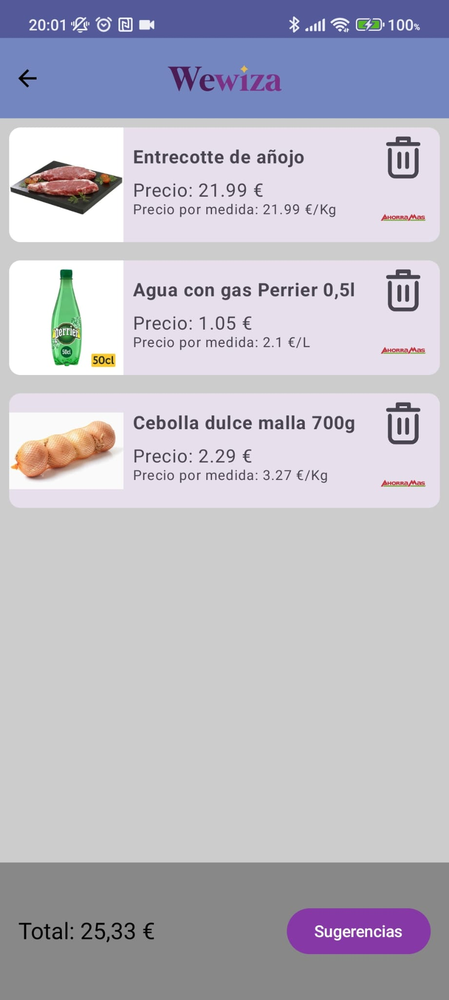 20:01 100%
Wewiza
Entrecotte de añojo
Precio: 21.99 €
Precio por medida: 21.99 €/Kg
AHORRAMAS
Agua con gas Perrier 0,5l
Precio: 1.05 €
Precio por medida: 2.1 €/L
perrier
50cl
50cl
AHORRAMAS
Cebolla dulce malla 700g
Precio: 2.29 €
Precio por medida: 3.27 €/Kg
AHORRAMAS
Total: 25,33 €
Sugerencias